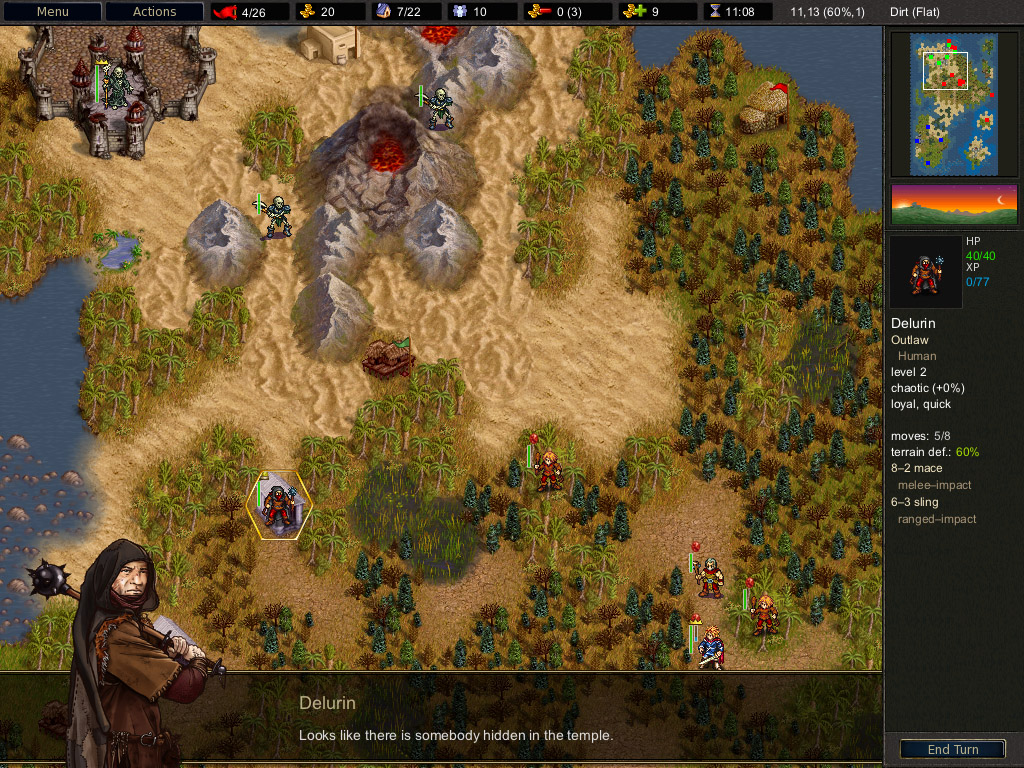 Menu Actions 4/26 20 7/22 10 0 (3) 9 11:08 11,13 (60%,1) Dirt (Flat)
HP
40/40
XP
0/77
Delurin
Outlaw
Human
level 2
chaotic (+0%)
loyal, quick
moves: 5/8
terrain def.: 60%
8–2 mace
melee–impact
6–3 sling
ranged–impact
Delurin
Looks like there is somebody hidden in the temple.
End Turn